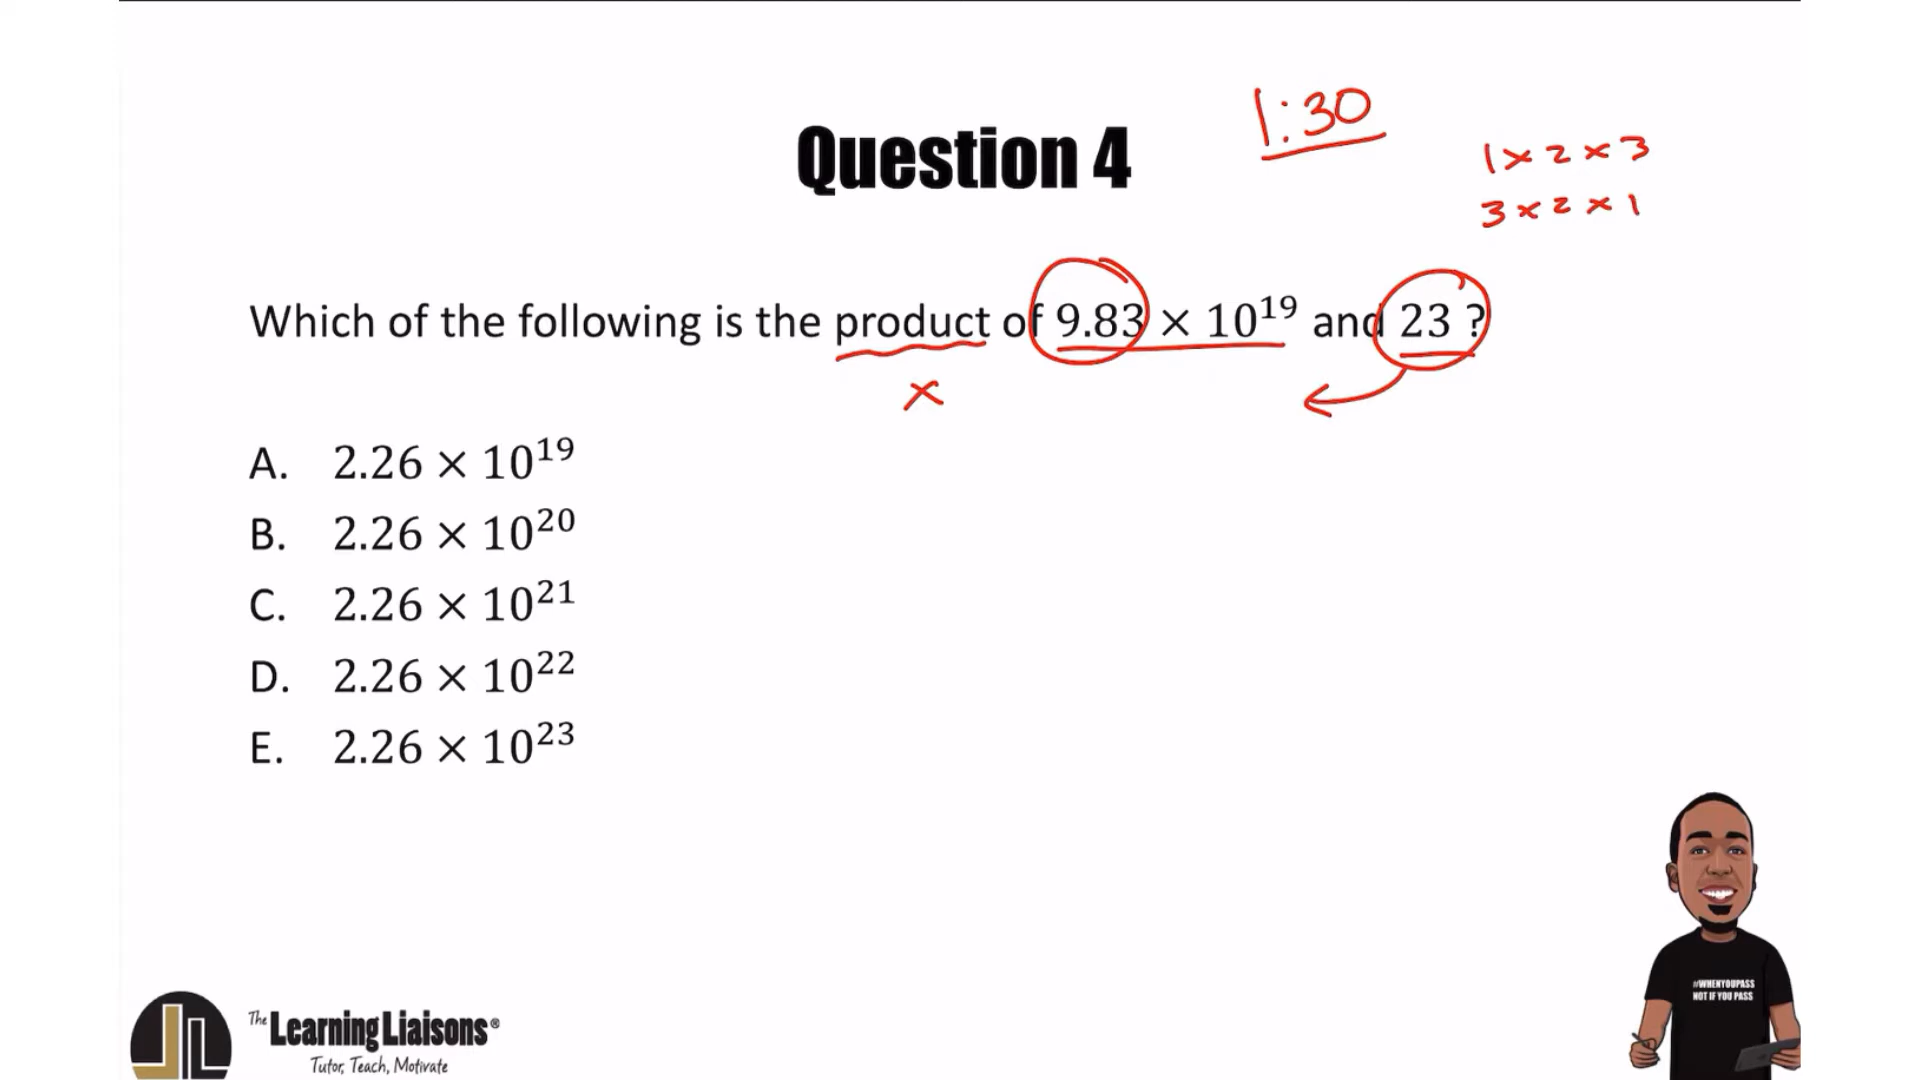 1:30
Question 4
1 x 2 x 3
3 x 2 x 1
Which of the following is the product of 9.83 × 10¹⁹ and 23 ?
x
A. 2.26 × 10¹⁹
B. 2.26 × 10²⁰
C. 2.26 × 10²¹
D. 2.26 × 10²²
E. 2.26 × 10²³
#WHENYOUPASS
NOT IF YOU PASS
The Learning Liaisons®
Tutor, Teach, Motivate